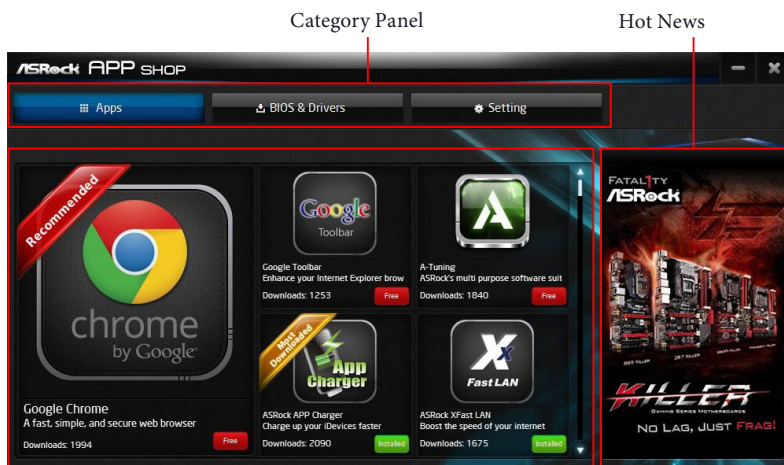 Category Panel
Hot News
ASRock APP SHOP
Apps
BIOS & Drivers
Setting
Recommended
chrome
by Google
Google Chrome
A fast, simple, and secure web browser
Downloads: 1994
Free
Google
Toolbar
Google Toolbar
Enhance your Internet Explorer brow
Downloads: 1253
Free
A-Tuning
ASRock's multi purpose software suit
Downloads: 1840
Free
Most
Downloaded
App
Charger
ASRock APP Charger
Charge up your iDevices faster
Downloads: 2090
Installed
X
Fast LAN
ASRock XFast LAN
Boost the speed of your internet
Downloads: 1675
Installed
FATAL1TY
ASRock
KILLER
GAMING SERIES MOTHERBOARDS
NO LAG, JUST FRAG!